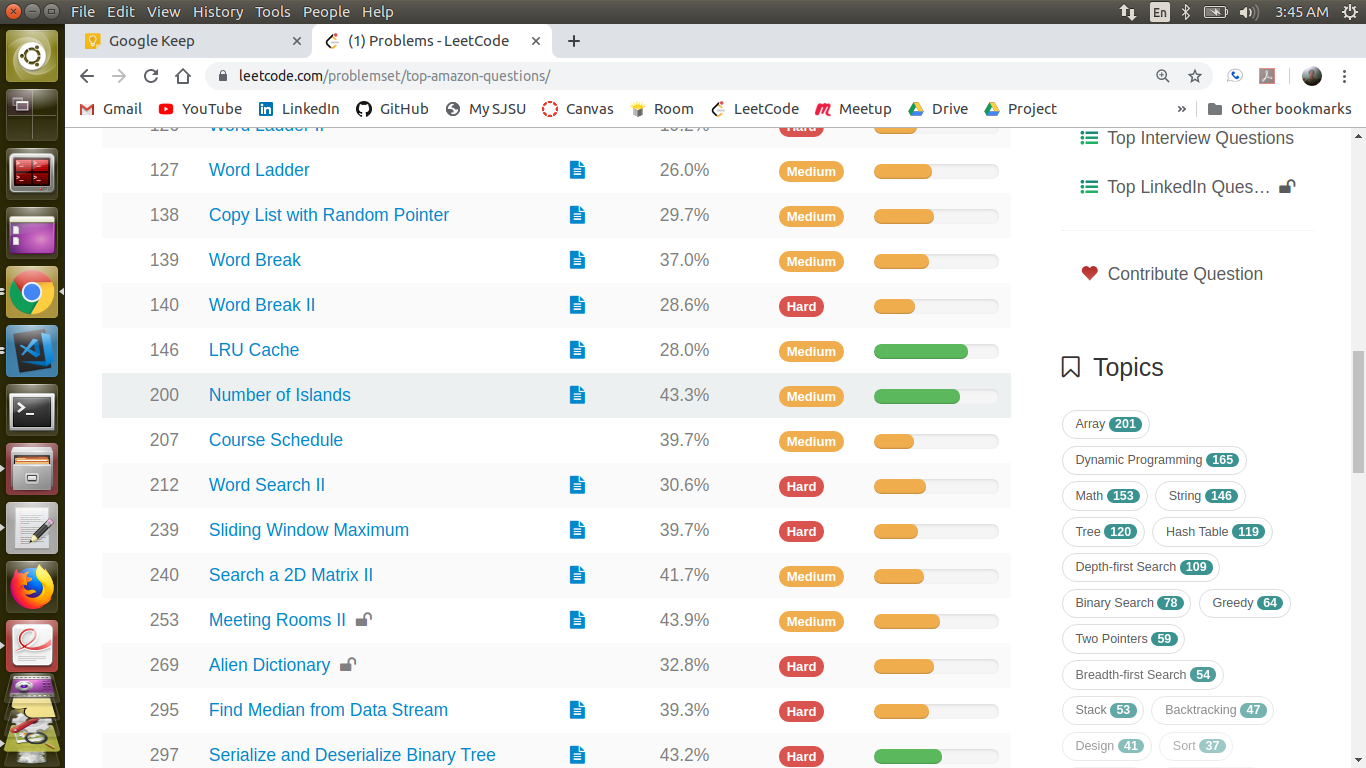 File Edit View History Tools People Help
En 3:45 AM
Google Keep
(1) Problems - LeetCode
leetcode.com/problemset/top-amazon-questions/
Gmail YouTube LinkedIn GitHub My SJSU Canvas Room LeetCode Meetup Drive Project » Other bookmarks
126 Word Ladder II Hard
127 Word Ladder 26.0% Medium
138 Copy List with Random Pointer 29.7% Medium
139 Word Break 37.0% Medium
140 Word Break II 28.6% Hard
146 LRU Cache 28.0% Medium
200 Number of Islands 43.3% Medium
207 Course Schedule 39.7% Medium
212 Word Search II 30.6% Hard
239 Sliding Window Maximum 39.7% Hard
240 Search a 2D Matrix II 41.7% Medium
253 Meeting Rooms II 43.9% Medium
269 Alien Dictionary 32.8% Hard
295 Find Median from Data Stream 39.3% Hard
297 Serialize and Deserialize Binary Tree 43.2% Hard
Top Interview Questions
Top LinkedIn Ques...
Contribute Question
Topics
Array 201
Dynamic Programming 165
Math 153 String 146
Tree 120 Hash Table 119
Depth-first Search 109
Binary Search 78 Greedy 64
Two Pointers 59
Breadth-first Search 54
Stack 53 Backtracking 47
Design 41 Sort 37